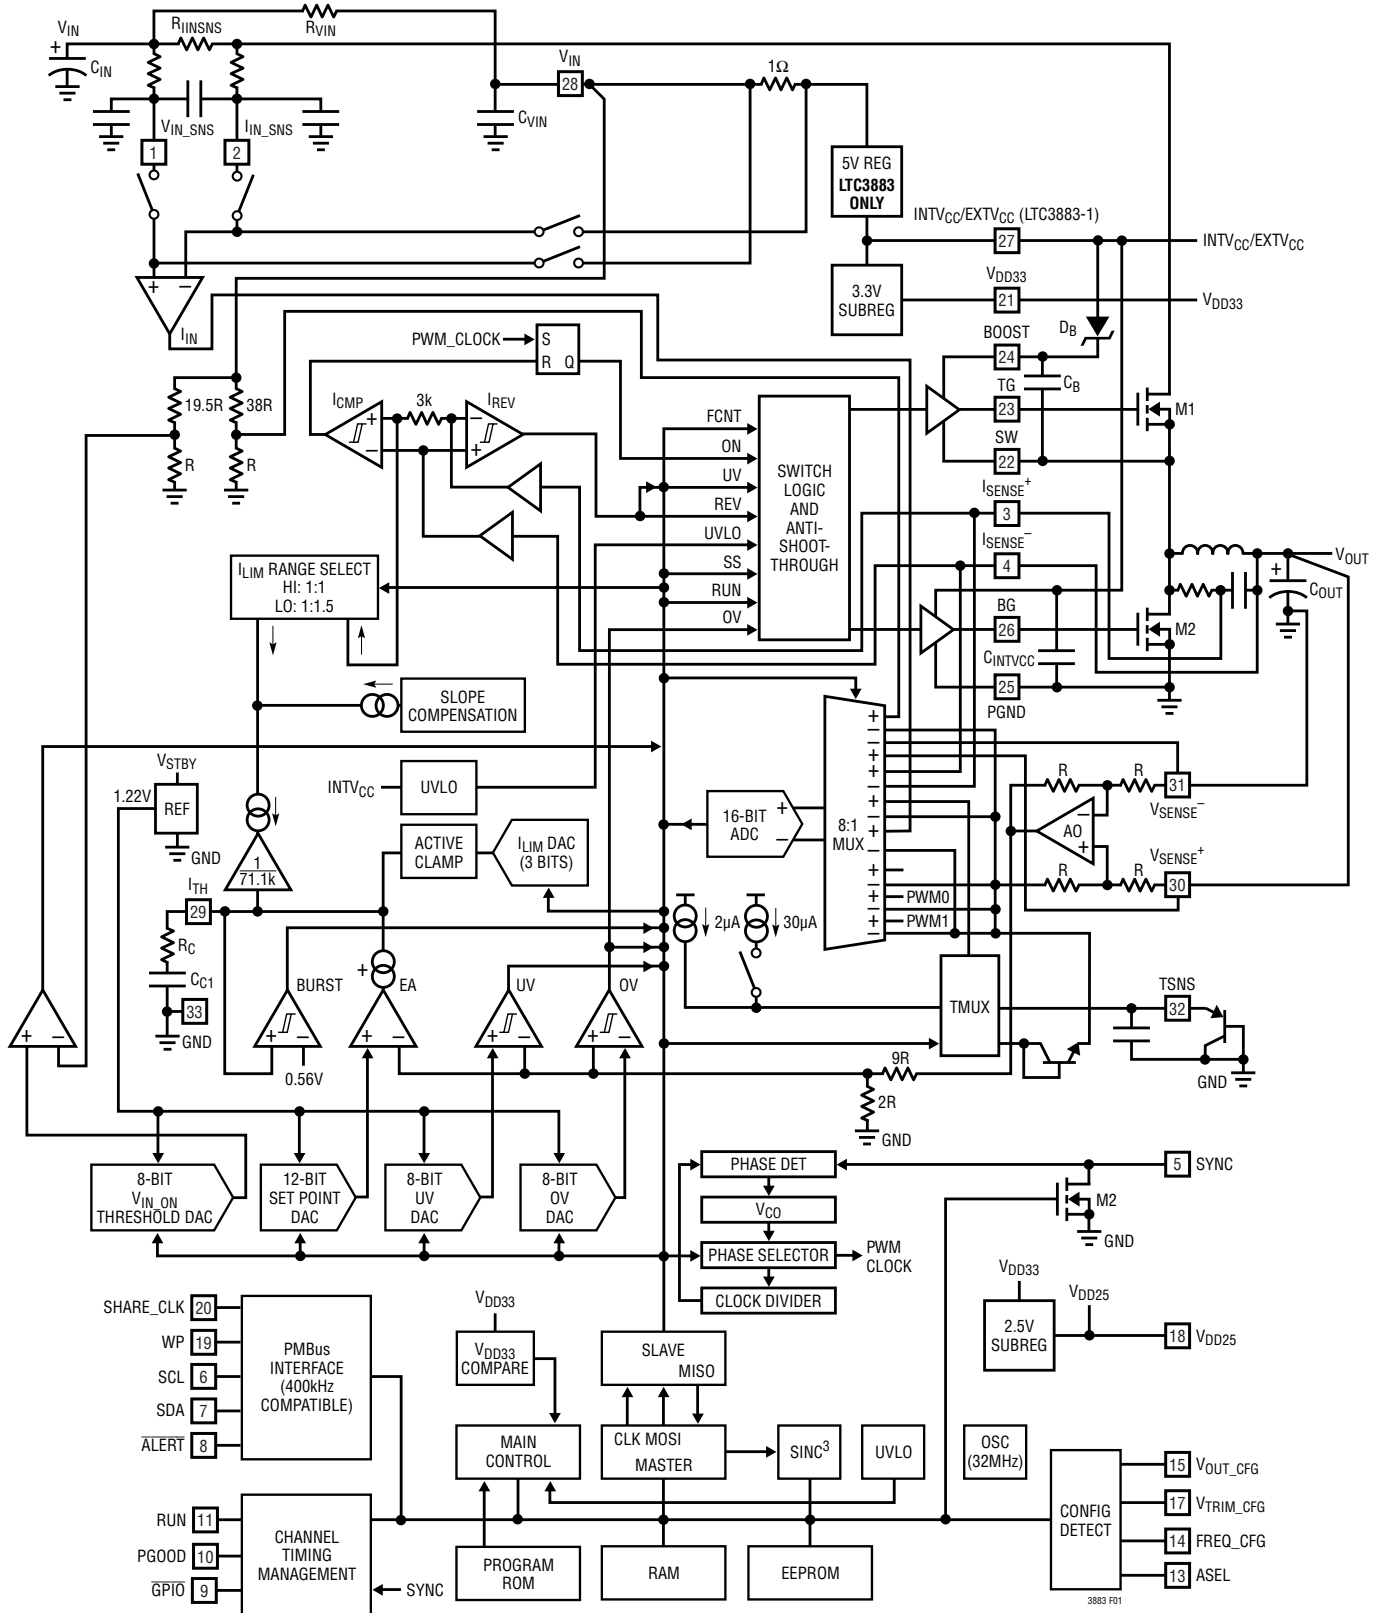 VIN
RIINSNS
RVIN
+
CIN
VIN
28
1Ω
CVIN
VIN_SNS
IIN_SNS
1
2
5V REG
LTC3883
ONLY
INTVCC/EXTVCC (LTC3883-1)
27
INTVCC/EXTVCC
+
–
IIN
3.3V
SUBREG
VDD33
21
VDD33
BOOST
24
DB
PWM_CLOCK
S
R
Q
TG
23
CB
M1
19.5R
38R
R
R
ICMP
3k
IREV
+
–
–
+
FCNT
ON
UV
REV
UVLO
SS
RUN
OV
SWITCH
LOGIC
AND
ANTI-
SHOOT-
THROUGH
SW
22
ISENSE+
3
ISENSE–
4
VOUT
+
COUT
ILIM RANGE SELECT
HI: 1:1
LO: 1:1.5
BG
26
M2
CINTVCC
25
PGND
SLOPE
COMPENSATION
VSTBY
1.22V
REF
GND
INTVCC
UVLO
ACTIVE
CLAMP
ILIM DAC
(3 BITS)
1
71.1k
16-BIT
ADC
+
–
8:1
MUX
+
–
–
+
+
–
+
–
+
–
+
–
+
–
+
–
PWM0
PWM1
R
R
31
VSENSE–
AO
–
+
VSENSE+
R
R
30
ITH
29
RC
CC1
33
GND
2µA
30µA
+
–
BURST
+
–
0.56V
+
EA
+
–
UV
+
–
OV
+
–
TMUX
TSNS
32
GND
9R
2R
GND
8-BIT
VIN_ON
THRESHOLD DAC
12-BIT
SET POINT
DAC
8-BIT
UV
DAC
8-BIT
OV
DAC
PHASE DET
VCO
PHASE SELECTOR
PWM
CLOCK
CLOCK DIVIDER
5
SYNC
M2
GND
VDD33
2.5V
SUBREG
VDD25
18
VDD25
SHARE_CLK 20
WP 19
SCL 6
SDA 7
ALERT 8
PMBus
INTERFACE
(400kHz
COMPATIBLE)
VDD33
VDD33
COMPARE
SLAVE
MISO
MAIN
CONTROL
CLK MOSI
MASTER
SINC3
UVLO
OSC
(32MHz)
RUN 11
PGOOD 10
GPIO 9
CHANNEL
TIMING
MANAGEMENT
SYNC
PROGRAM
ROM
RAM
EEPROM
CONFIG
DETECT
15 VOUT_CFG
17 VTRIM_CFG
14 FREQ_CFG
13 ASEL
3883 F01